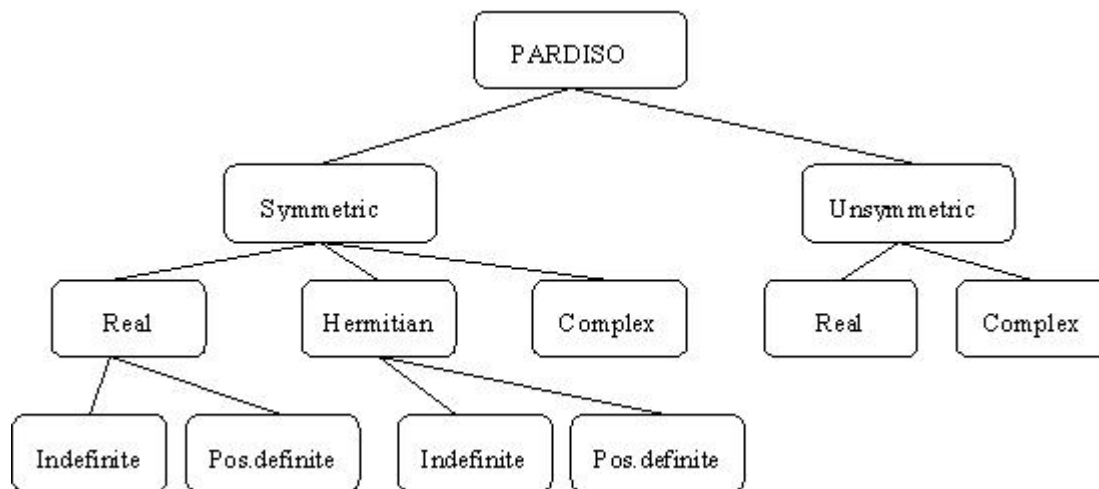 PARDISO
Symmetric
Unsymmetric
Real
Hermitian
Complex
Real
Complex
Indefinite
Pos.definite
Indefinite
Pos.definite